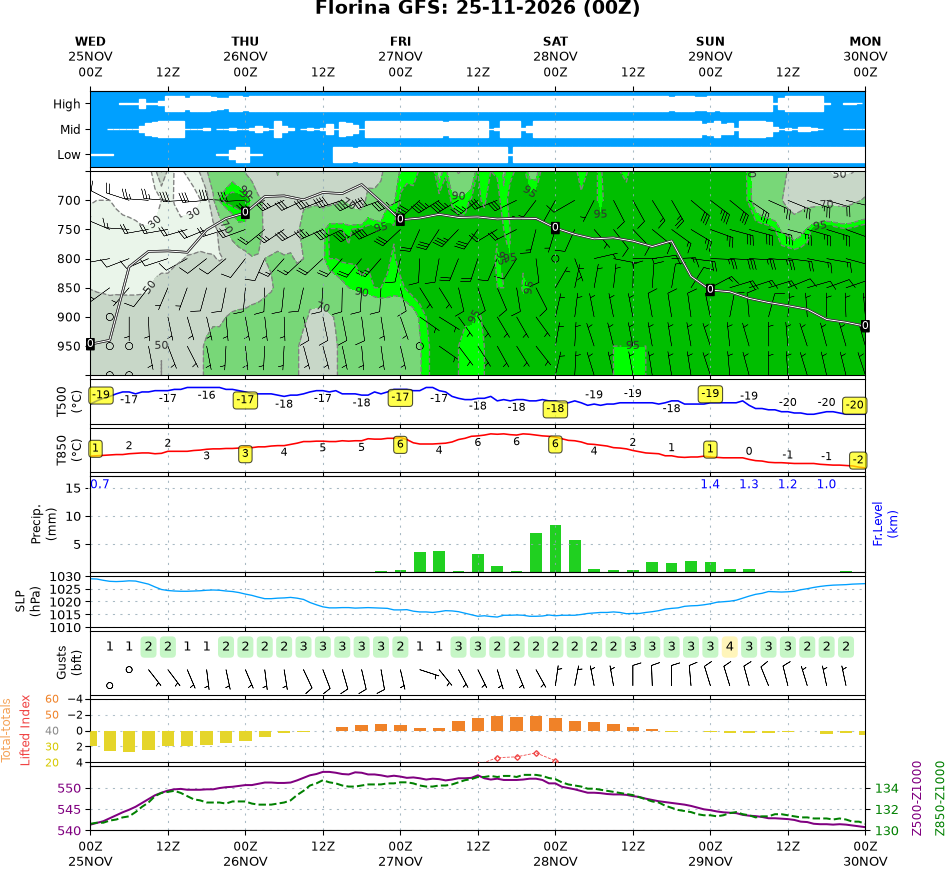 Florina GFS: 25-11-2026 (00Z)
WED THU FRI SAT SUN MON
25NOV 26NOV 27NOV 28NOV 29NOV 30NOV
00Z 12Z 00Z 12Z 00Z 12Z 00Z 12Z 00Z 12Z 00Z
High
Mid
Low
700
750
800
850
900
950
30 30 50 50 70 70 90 90 90 95 95 95 95 95 95 95 95 70 50
0 0 0 0 0 0
T500 (°C)
-19 -17 -17 -16 -17 -18 -17 -18 -17 -17 -18 -18 -18 -19 -19 -18 -19 -19 -20 -20 -20
T850 (°C)
1 2 2 3 3 4 5 5 6 4 6 6 6 4 2 1 1 0 -1 -1 -2
Precip. (mm)
15
10
5
0.7 1.4 1.3 1.2 1.0
Fr.Level (km)
SLP (hPa)
1030
1025
1020
1015
1010
Gusts (bft)
1 1 2 2 1 1 1 2 2 2 2 3 3 3 3 2 1 1 3 3 2 2 2 2 2 2 2 3 3 3 3 3 4 3 3 3 2 2 2
Total-totals
Lifted Index
60 −4
50 −2
40 0
30 2
20 4
550
545
540
134
132
130
Z500-Z1000
Z850-Z1000
00Z 12Z 00Z 12Z 00Z 12Z 00Z 12Z 00Z 12Z 00Z
25NOV 26NOV 27NOV 28NOV 29NOV 30NOV